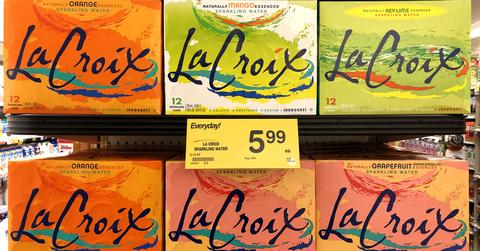 NATURALLY ORANGE ESSENCED
SPARKLING WATER
LaCroix
12
NATURALLY MANGO ESSENCED
SPARKLING WATER
LaCroix
12
INNOCENT!
NATURALLY KEY LIME ESSENCED
SPARKLING WATER
LaCroix
12
Everyday!
LA CROIX
SPARKLING WATER
5.99
ea
NATURALLY ORANGE ESSENCED
SPARKLING WATER
LaCroix
LaCroix
NATURALLY GRAPEFRUIT ESSENCED
SPARKLING WATER
LaCroix